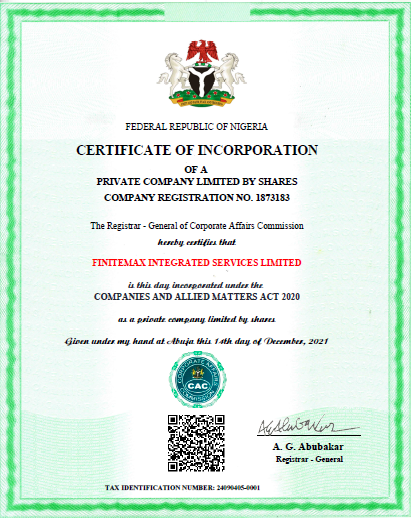 FEDERAL REPUBLIC OF NIGERIA
CERTIFICATE OF INCORPORATION
OF A
PRIVATE COMPANY LIMITED BY SHARES
COMPANY REGISTRATION NO. 1873183
The Registrar - General of Corporate Affairs Commission
hereby certifies that
FINITEMAX INTEGRATED SERVICES LIMITED
is this day incorporated under the
COMPANIES AND ALLIED MATTERS ACT 2020
as a private company limited by shares
Given under my hand at Abuja this 14th day of December, 2021
CORPORATE AFFAIRS COMMISSION
CAC
A. G. Abubakar
Registrar - General
TAX IDENTIFICATION NUMBER: 24090405-0001